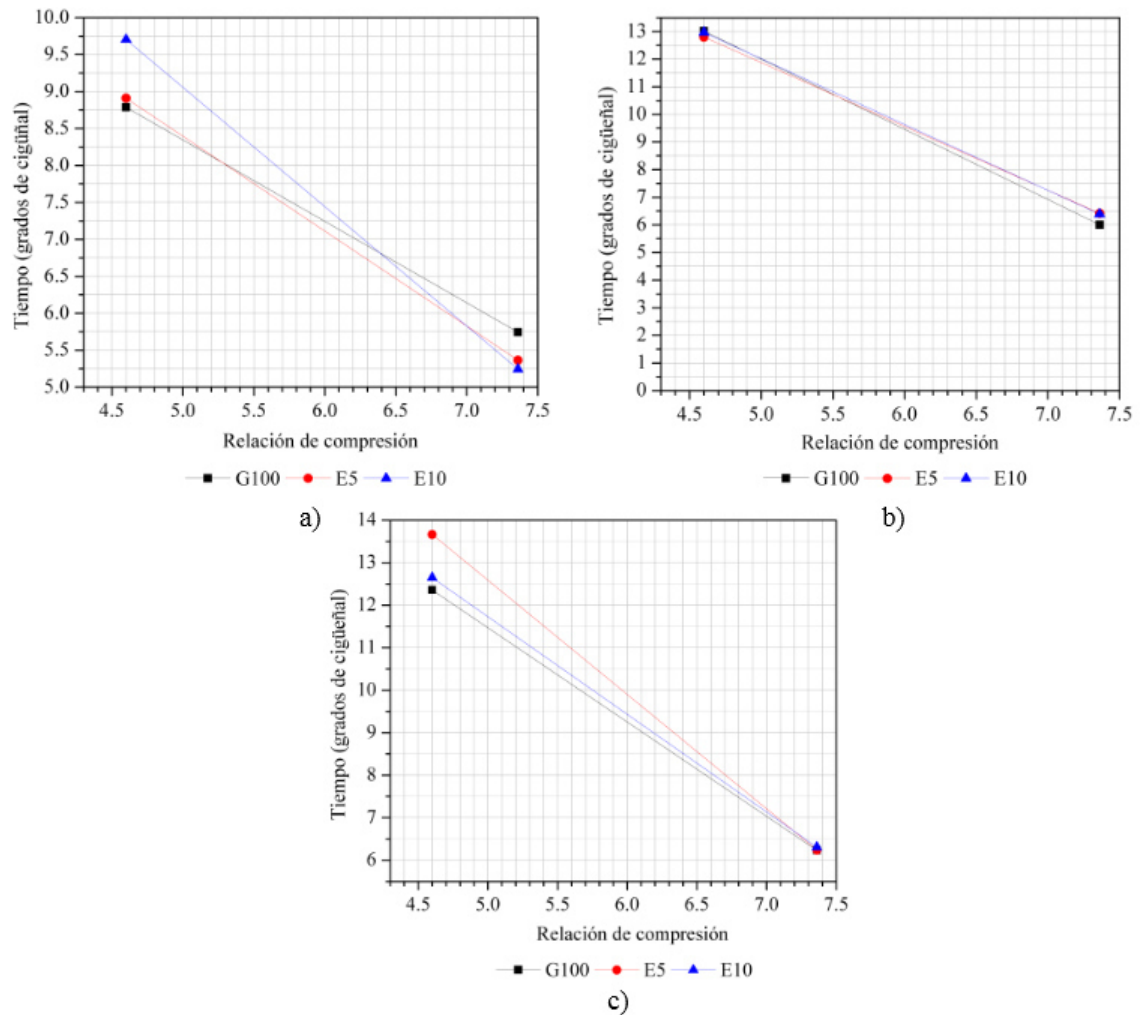 10.0
9.5
9.0
8.5
8.0
7.5
7.0
6.5
6.0
5.5
5.0
Tiempo (grados de cigüñal)
4.5 5.0 5.5 6.0 6.5 7.0 7.5
Relación de compresión
G100 E5 E10
a)
13
12
11
10
9
8
7
6
5
4
3
2
1
0
Tiempo (grados de cigüeñal)
4.5 5.0 5.5 6.0 6.5 7.0 7.5
Relación de compresión
G100 E5 E10
b)
14
13
12
11
10
9
8
7
6
Tiempo (grados de cigüeñal)
4.5 5.0 5.5 6.0 6.5 7.0 7.5
Relación de compresión
G100 E5 E10
c)